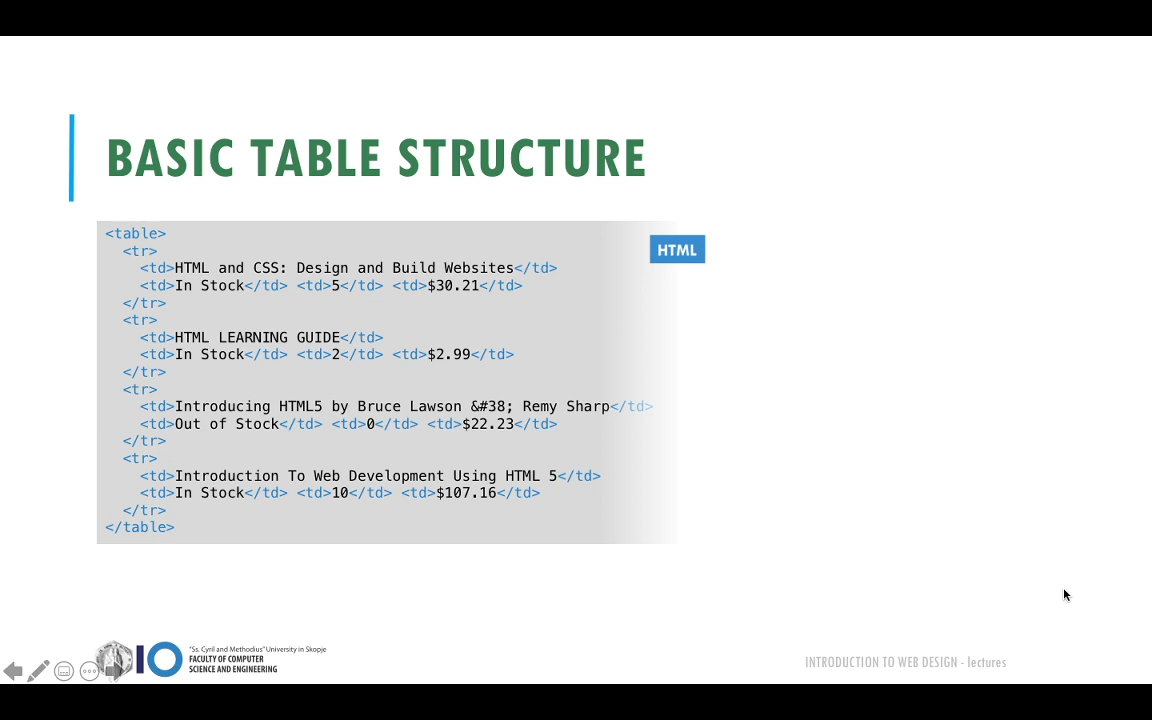 BASIC TABLE STRUCTURE
<table>
<tr>
<td>HTML and CSS: Design and Build Websites</td>
<td>In Stock</td> <td>5</td> <td>$30.21</td>
</tr>
<tr>
<td>HTML LEARNING GUIDE</td>
<td>In Stock</td> <td>2</td> <td>$2.99</td>
</tr>
<tr>
<td>Introducing HTML5 by Bruce Lawson &#38; Remy Sharp</td>
<td>Out of Stock</td> <td>0</td> <td>$22.23</td>
</tr>
<tr>
<td>Introduction To Web Development Using HTML 5</td>
<td>In Stock</td> <td>10</td> <td>$107.16</td>
</tr>
</table>
HTML
"Ss. Cyril and Methodius" University in Skopje
FACULTY OF COMPUTER
SCIENCE AND ENGINEERING
INTRODUCTION TO WEB DESIGN - lectures